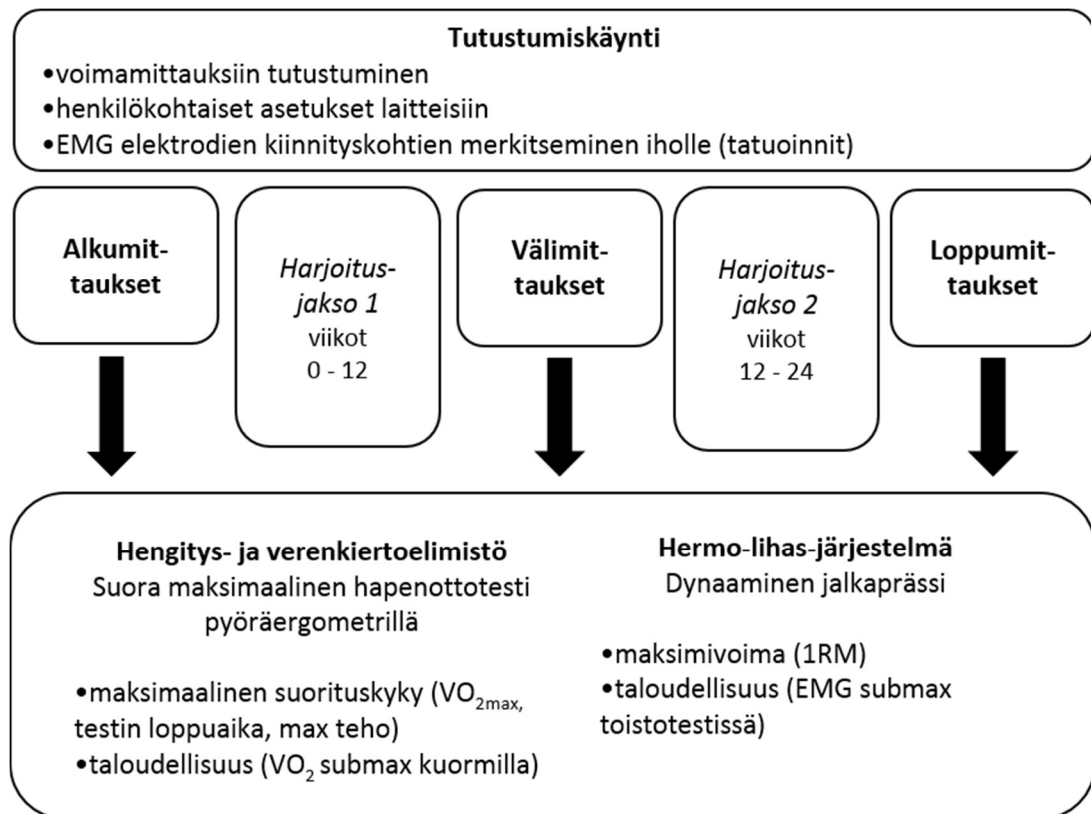 Tutustumiskäynti
•voimamittauksiin tutustuminen
•henkilökohtaiset asetukset laitteisiin
•EMG elektrodien kiinnityskohtien merkitseminen iholle (tatuoinnit)
Alkumit-
taukset
Harjoitus-
jakso 1
viikot
0 - 12
Välimit-
taukset
Harjoitus-
jakso 2
viikot
12 - 24
Loppumit-
taukset
Hengitys- ja verenkiertoelimistö
Suora maksimaalinen hapenottotesti
pyöräergometrillä
•maksimaalinen suorituskyky (VO2max,
testin loppuaika, max teho)
•taloudellisuus (VO2 submax kuormilla)
Hermo-lihas-järjestelmä
Dynaaminen jalkaprässi
•maksimivoima (1RM)
•taloudellisuus (EMG submax
toistotestissä)